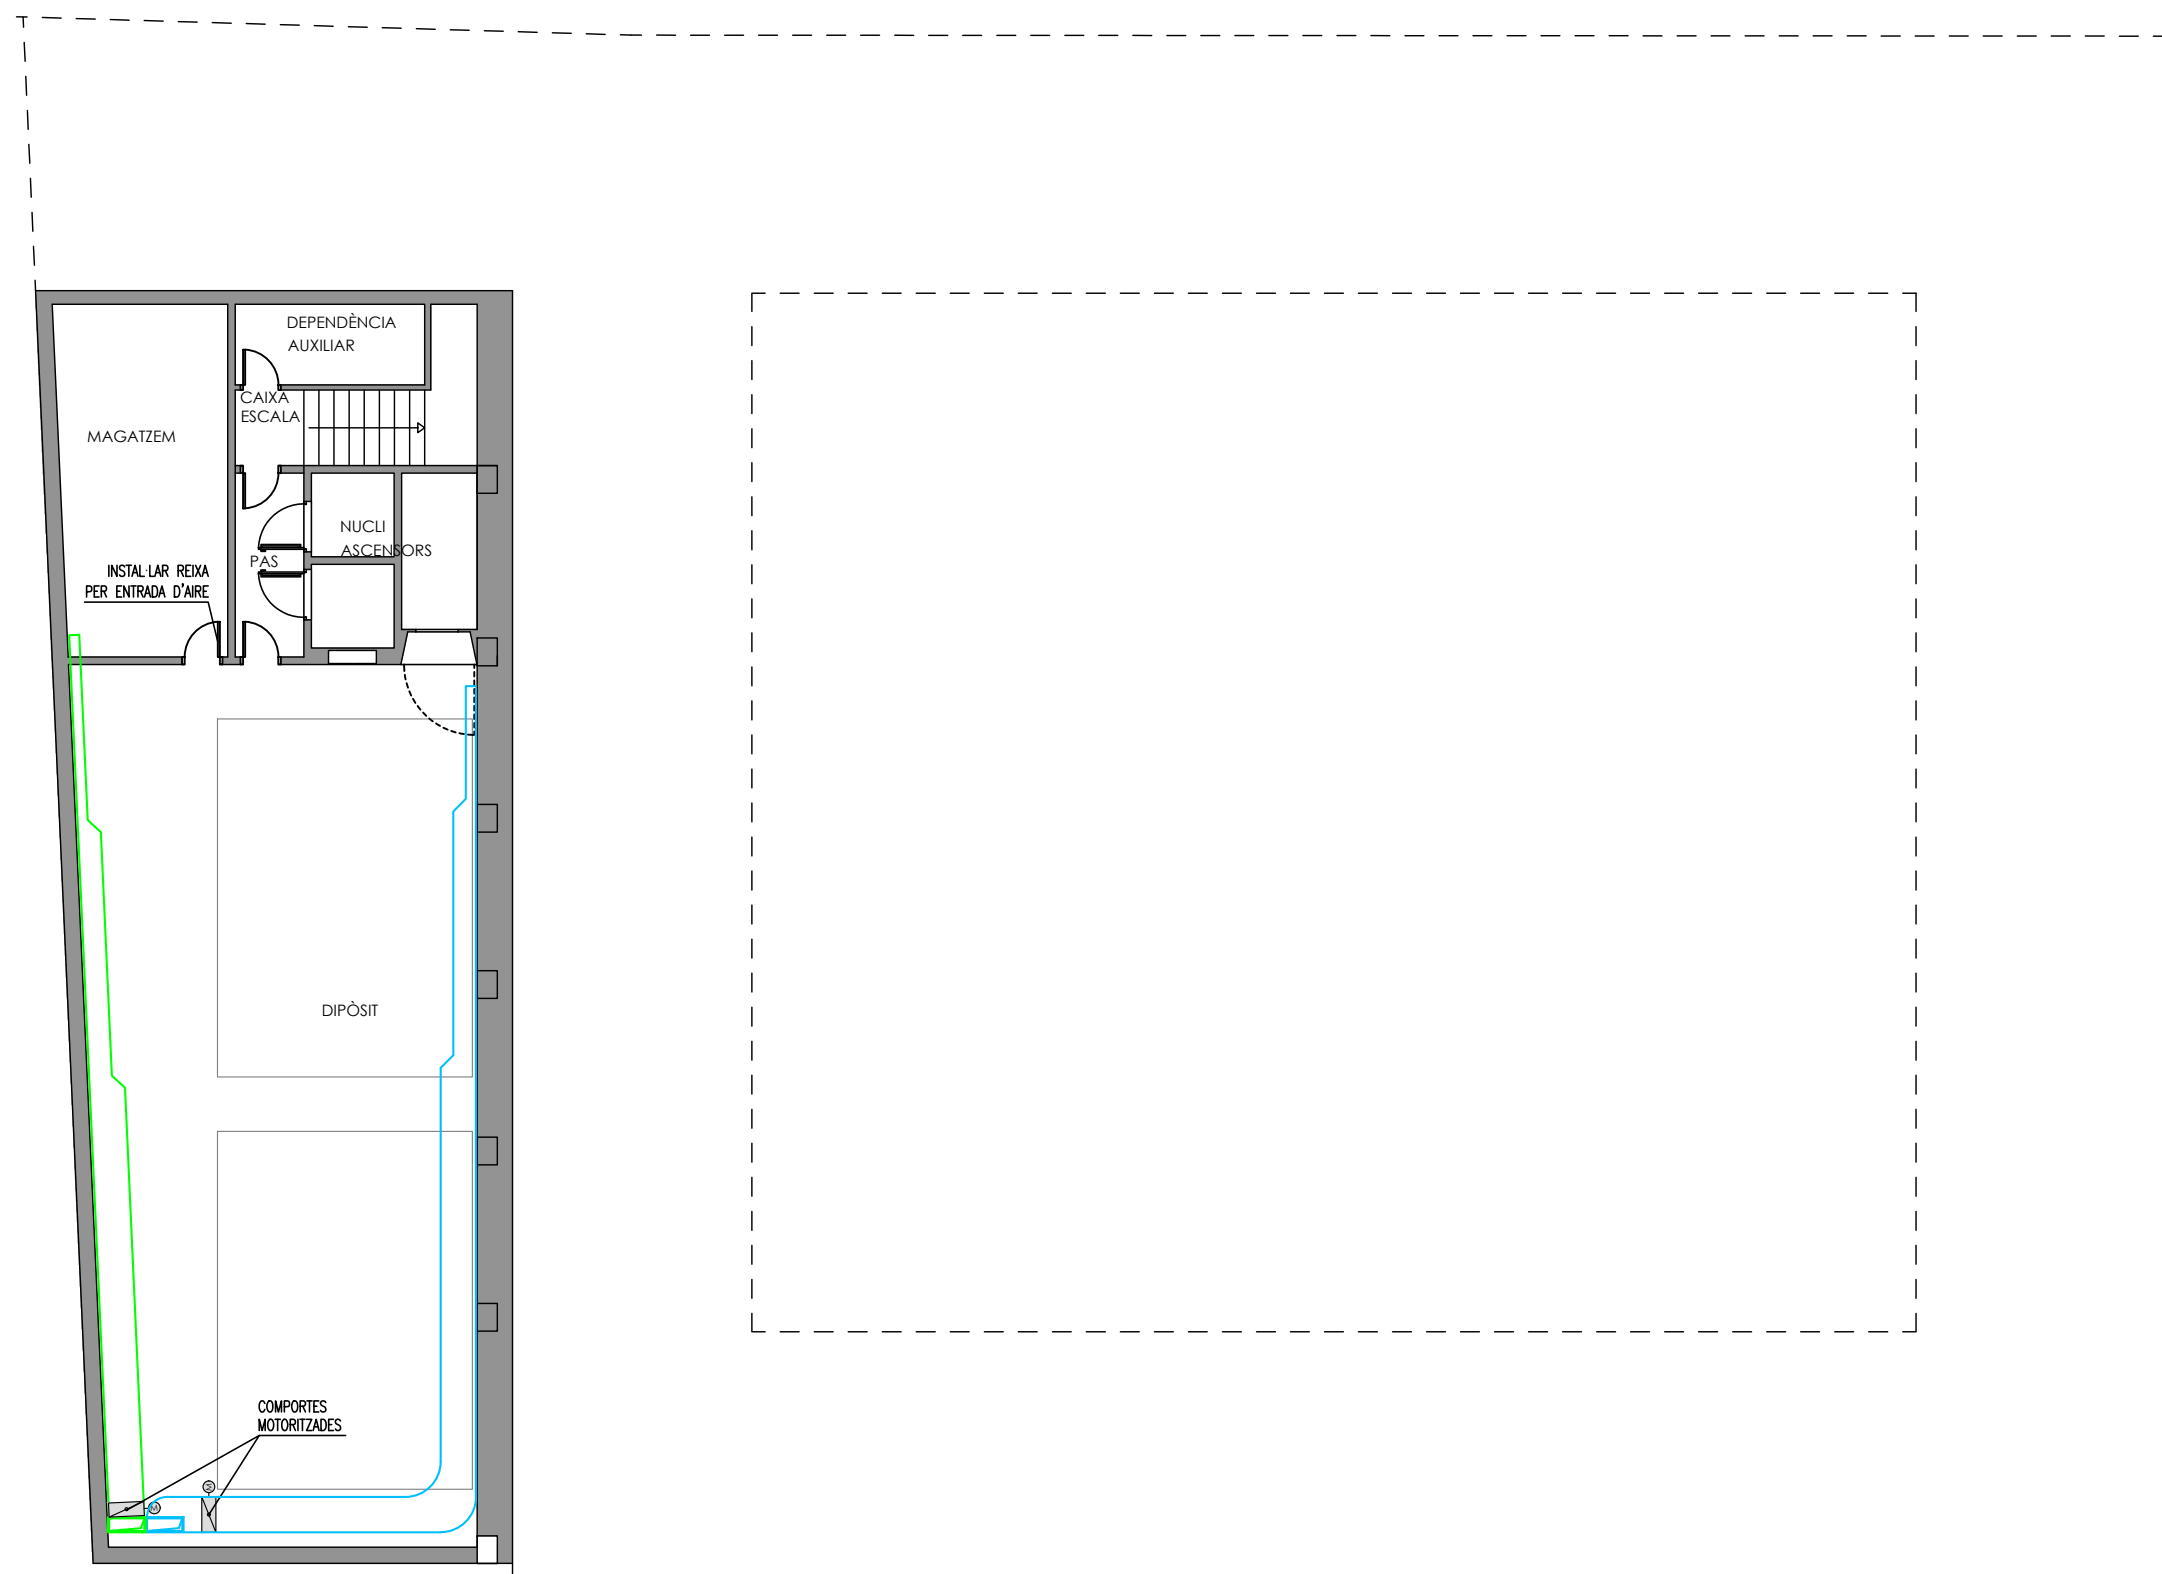 DEPENDÈNCIA
AUXILIAR
CAIXA
ESCALA
MAGATZEM
NUCLI
ASCENSORS
PAS
INSTAL·LAR REIXA
PER ENTRADA D'AIRE
DIPÒSIT
COMPORTES
MOTORITZADES
M
M